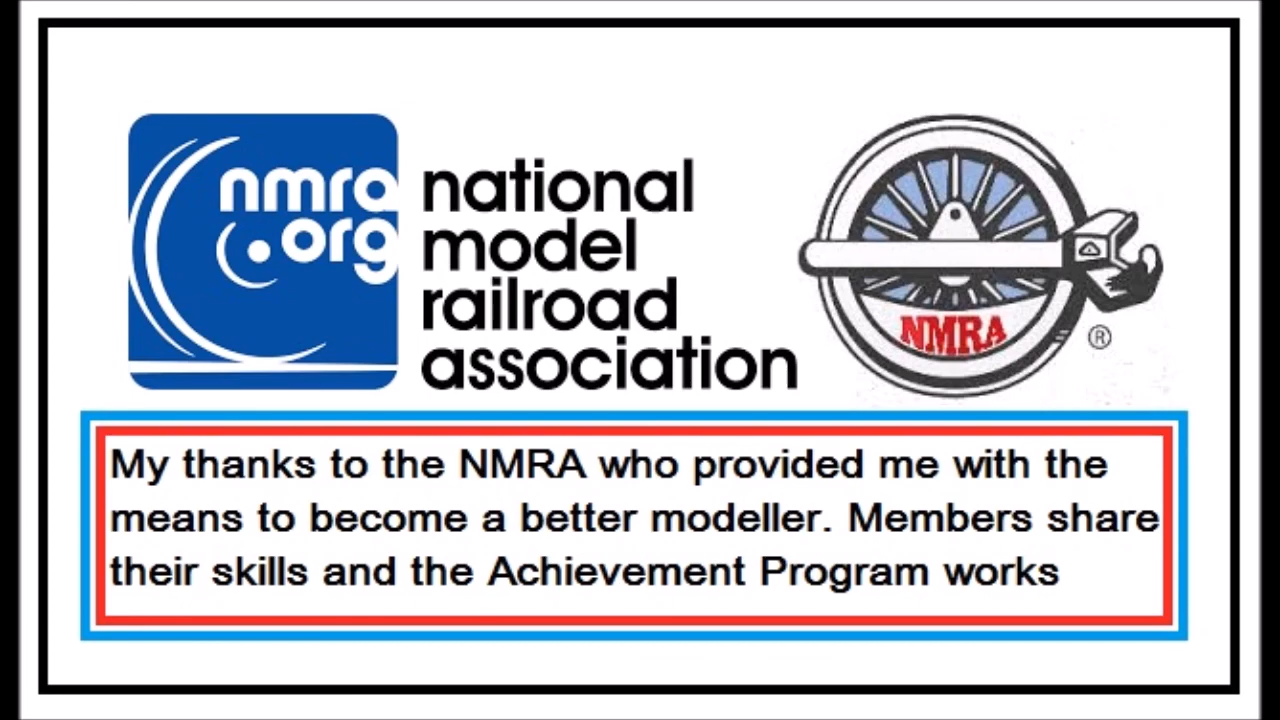 nmra
.org
national
model
railroad
association
NMRA
®
My thanks to the NMRA who provided me with the
means to become a better modeller. Members share
their skills and the Achievement Program works